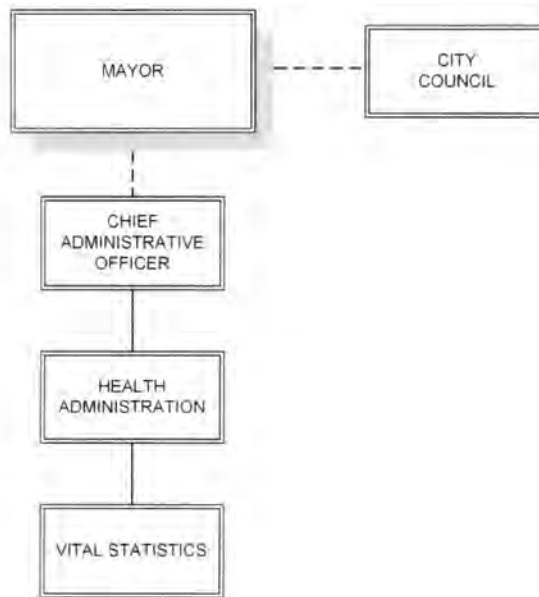 MAYOR
CITY
COUNCIL
CHIEF
ADMINISTRATIVE
OFFICER
HEALTH
ADMINISTRATION
VITAL STATISTICS